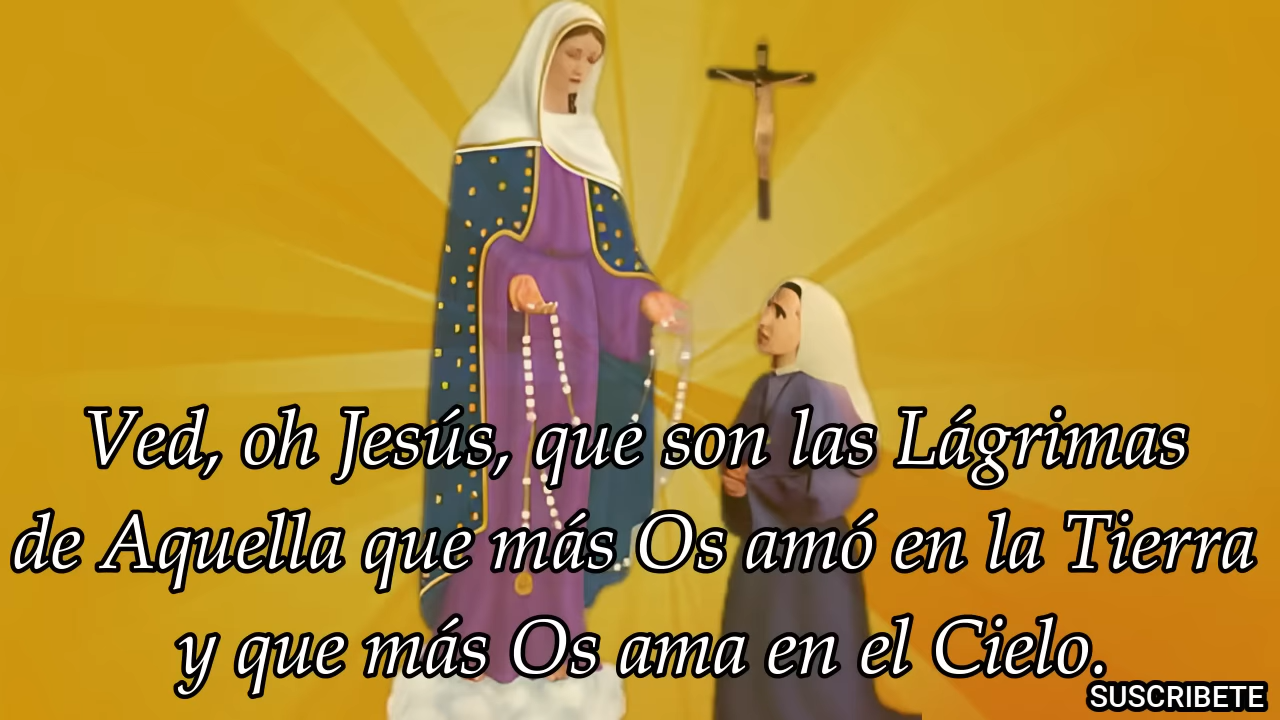 Ved, oh Jesús, que son las Lágrimas
de Aquella que más Os amó en la Tierra
y que más Os ama en el Cielo.
SUSCRIBETE